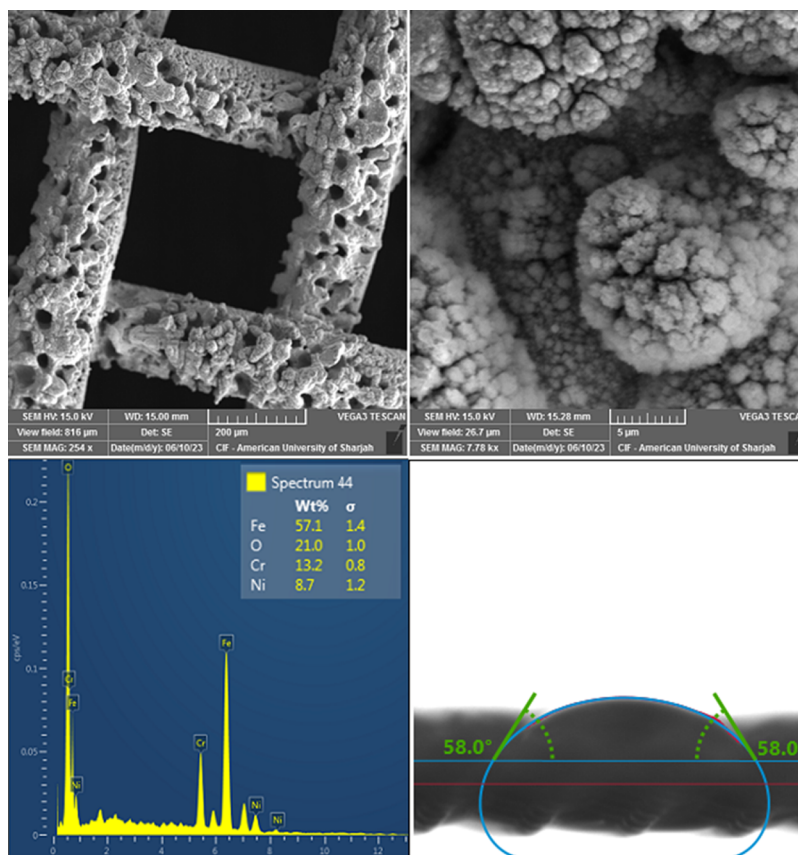 SEM HV: 15.0 kV WD: 15.00 mm VEGA3 TESCAN
View field: 816 µm Det: SE 200 µm
SEM MAG: 254 x Date(m/d/y): 06/10/23 CIF - American University of Sharjah
SEM HV: 15.0 kV WD: 15.28 mm VEGA3 TESCAN
View field: 26.7 µm Det: SE 5 µm
SEM MAG: 7.78 kx Date(m/d/y): 06/10/23 CIF - American University of Sharjah
Spectrum 44
Wt% σ
Fe 57.1 1.4
O 21.0 1.0
Cr 13.2 0.8
Ni 8.7 1.2
cps/eV
0.2
0.15
0.1
0.05
0
O
Cr
Fe
Ni
Cr
Fe
Ni
Ni
0 2 4 6 8 10 12
58.0° 58.0